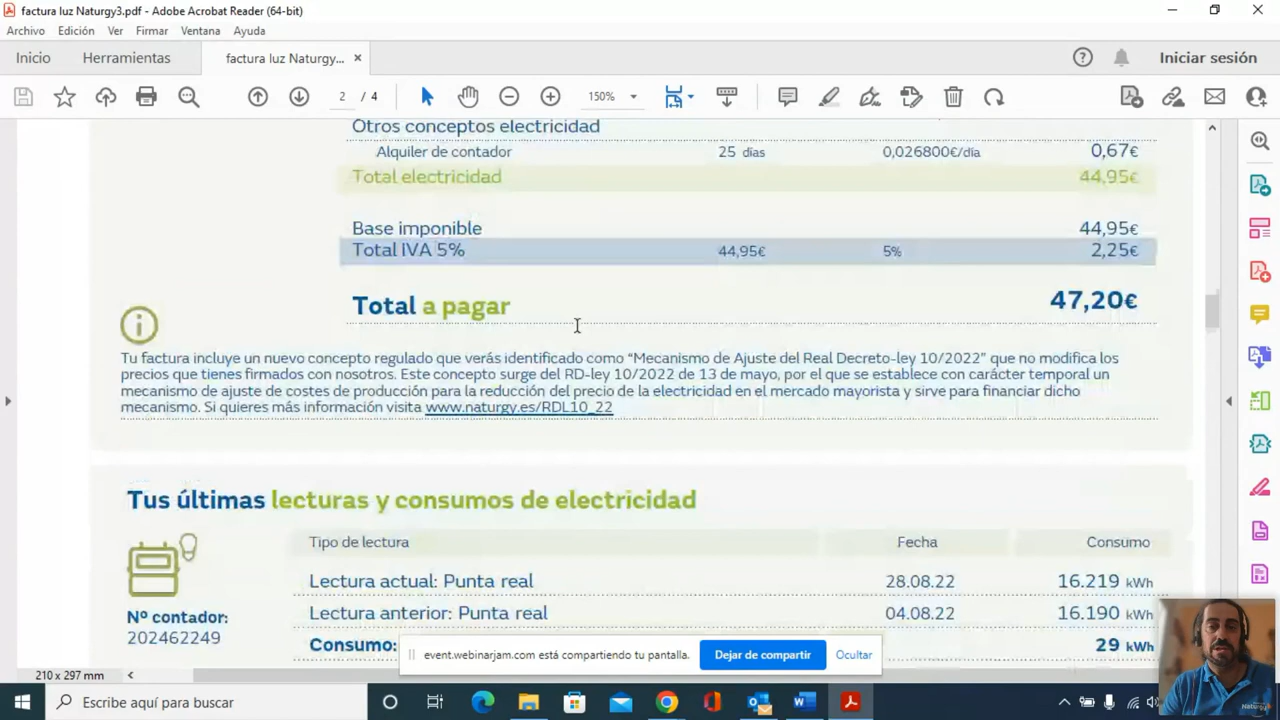 factura luz Naturgy3.pdf - Adobe Acrobat Reader (64-bit)
Archivo Edición Ver Firmar Ventana Ayuda
Inicio Herramientas factura luz Naturgy... × Iniciar sesión
2 / 4 150%
Otros conceptos electricidad
Alquiler de contador 25 días 0,026800€/día 0,67€
Total electricidad 44,95€
Base imponible 44,95€
Total IVA 5% 44,95€ 5% 2,25€
Total a pagar 47,20€
Tu factura incluye un nuevo concepto regulado que verás identificado como “Mecanismo de Ajuste del Real Decreto-ley 10/2022” que no modifica los
precios que tienes firmados con nosotros. Este concepto surge del RD-ley 10/2022 de 13 de mayo, por el que se establece con carácter temporal un
mecanismo de ajuste de costes de producción para la reducción del precio de la electricidad en el mercado mayorista y sirve para financiar dicho
mecanismo. Si quieres más información visita www.naturgy.es/RDL10_22
Tus últimas lecturas y consumos de electricidad
Tipo de lectura Fecha Consumo
Lectura actual: Punta real 28.08.22 16.219 kWh
Lectura anterior: Punta real 04.08.22 16.190 kWh
Nº contador:
202462249
Consumo: 29 kWh
event.webinarjam.com está compartiendo tu pantalla. Dejar de compartir Ocultar
210 x 297 mm
Escribe aquí para buscar
Naturgy